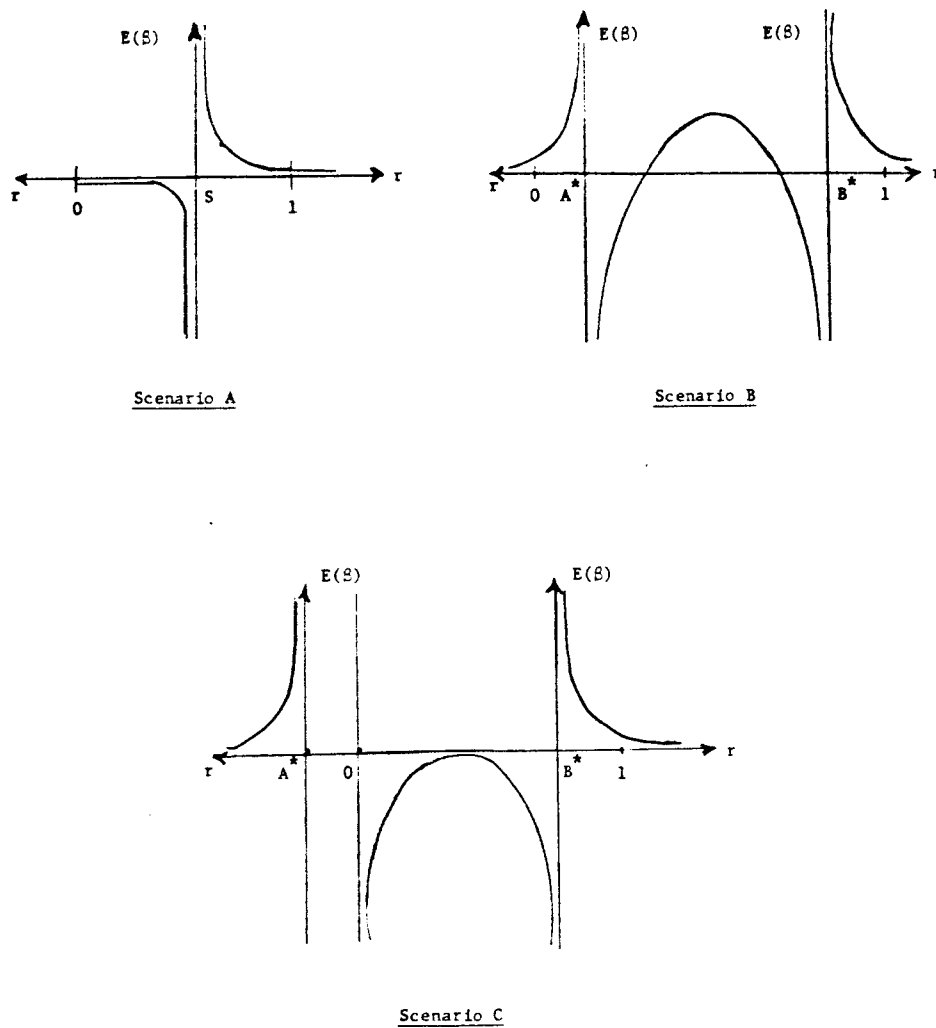 E(β)
E(β)
E(β)
r
0
S
1
r
r
0
A*
B*
1
r
Scenario A
Scenario B
E(β)
E(β)
r
A*
0
B*
1
r
Scenario C